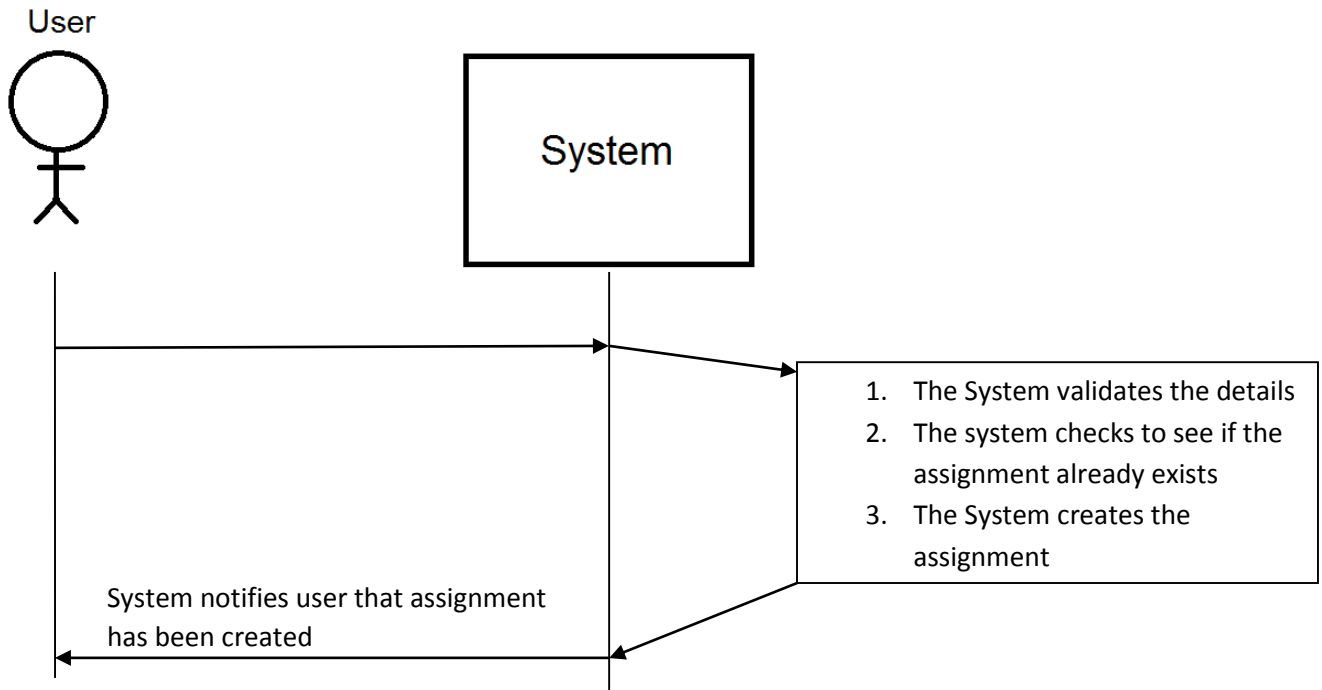 User
System
1. The System validates the details
2. The system checks to see if the
assignment already exists
3. The System creates the
assignment
System notifies user that assignment
has been created